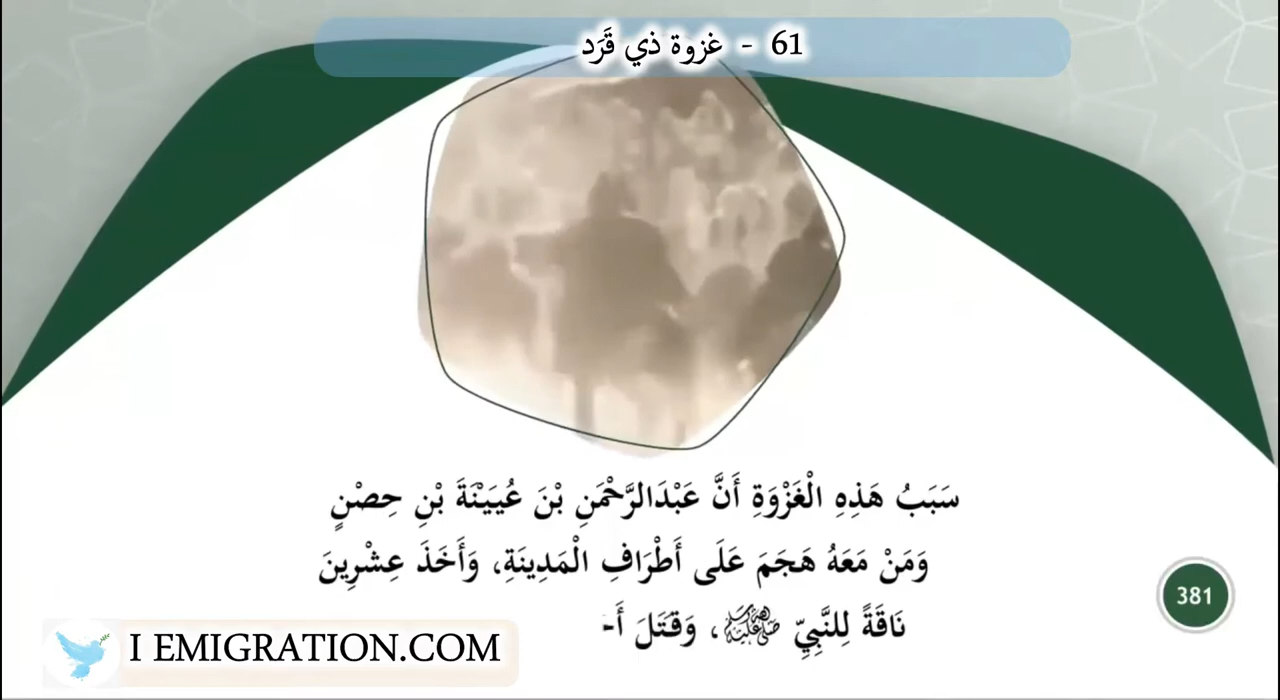 61 - غزوة ذي قَرَد
سَبَبُ هَذِهِ الْغَزْوَةِ أَنَّ عَبْدَالرَّحْمَنِ بْنَ عُيَيْنَةَ بْنِ حِصْنٍ
وَمَنْ مَعَهُ هَجَمَ عَلَى أَطْرَافِ الْمَدِينَةِ، وَأَخَذَ عِشْرِينَ
نَاقَةً لِلنَّبِيِّ ﷺ، وَقَتَلَ أَ-
381
I EMIGRATION.COM